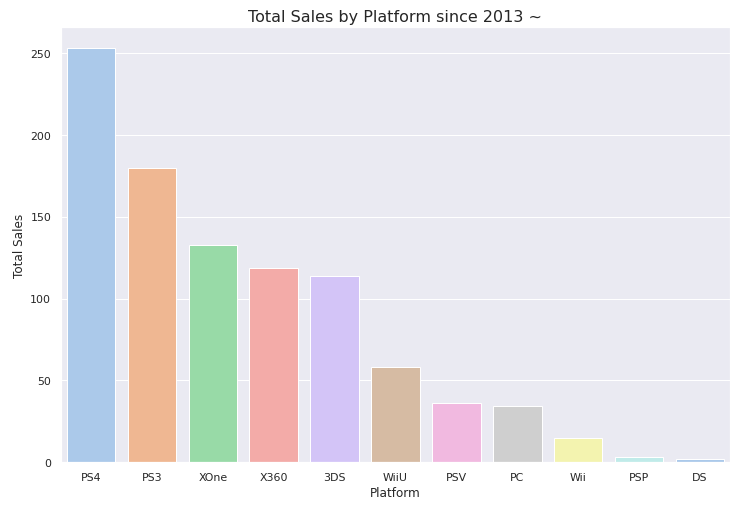 Total Sales by Platform since 2013 ~
Total Sales
250
200
150
100
50
0
PS4 PS3 XOne X360 3DS WiiU PSV PC Wii PSP DS
Platform